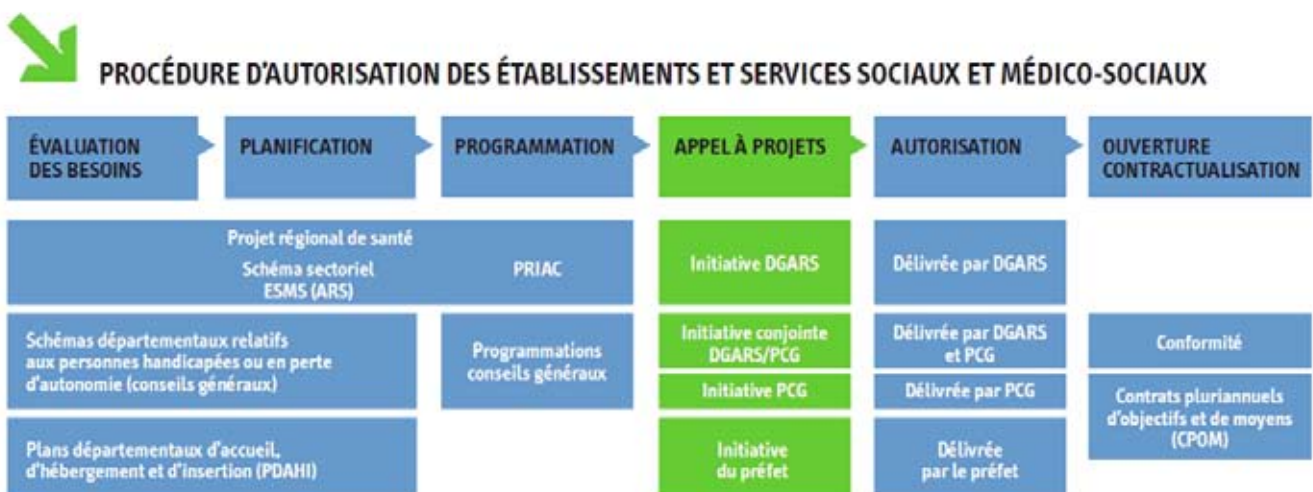 PROCÉDURE D'AUTORISATION DES ÉTABLISSEMENTS ET SERVICES SOCIAUX ET MÉDICO-SOCIAUX
ÉVALUATION
DES BESOINS
PLANIFICATION
PROGRAMMATION
APPEL À PROJETS
AUTORISATION
OUVERTURE
CONTRACTUALISATION
Projet régional de santé
Schéma sectoriel
ESMS (ARS)
PRIAC
Initiative DGARS
Délivrée par DGARS
Schémas départementaux relatifs
aux personnes handicapées ou en perte
d'autonomie (conseils généraux)
Programmations
conseils généraux
Initiative conjointe
DGARS/PCG
Délivrée par DGARS
et PCG
Conformité
Initiative PCG
Délivrée par PCG
Contrats pluriannuels
d'objectifs et de moyens
(CPOM)
Plans départementaux d'accueil,
d'hébergement et d'insertion (PDAHI)
Initiative
du préfet
Délivrée
par le préfet